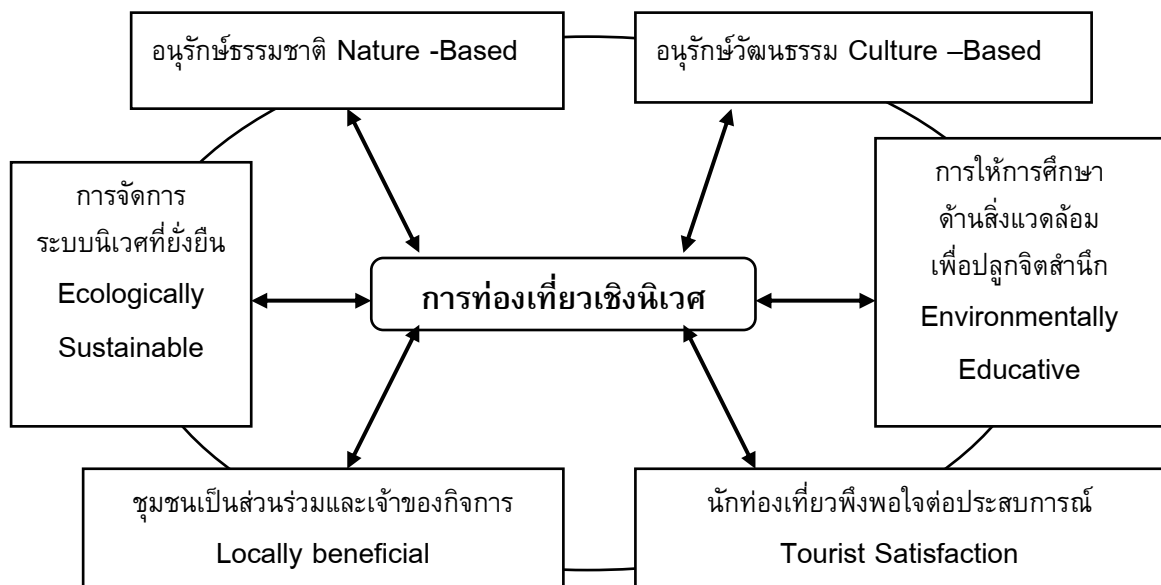 อนุรักษ์ธรรมชาติ Nature -Based
อนุรักษ์วัฒนธรรม Culture –Based
การจัดการ
ระบบนิเวศที่ยั่งยืน
Ecologically
Sustainable
การท่องเที่ยวเชิงนิเวศ
การให้การศึกษา
ด้านสิ่งแวดล้อม
เพื่อปลูกจิตสำนึก
Environmentally
Educative
ชุมชนเป็นส่วนร่วมและเจ้าของกิจการ
Locally beneficial
นักท่องเที่ยวพึงพอใจต่อประสบการณ์
Tourist Satisfaction